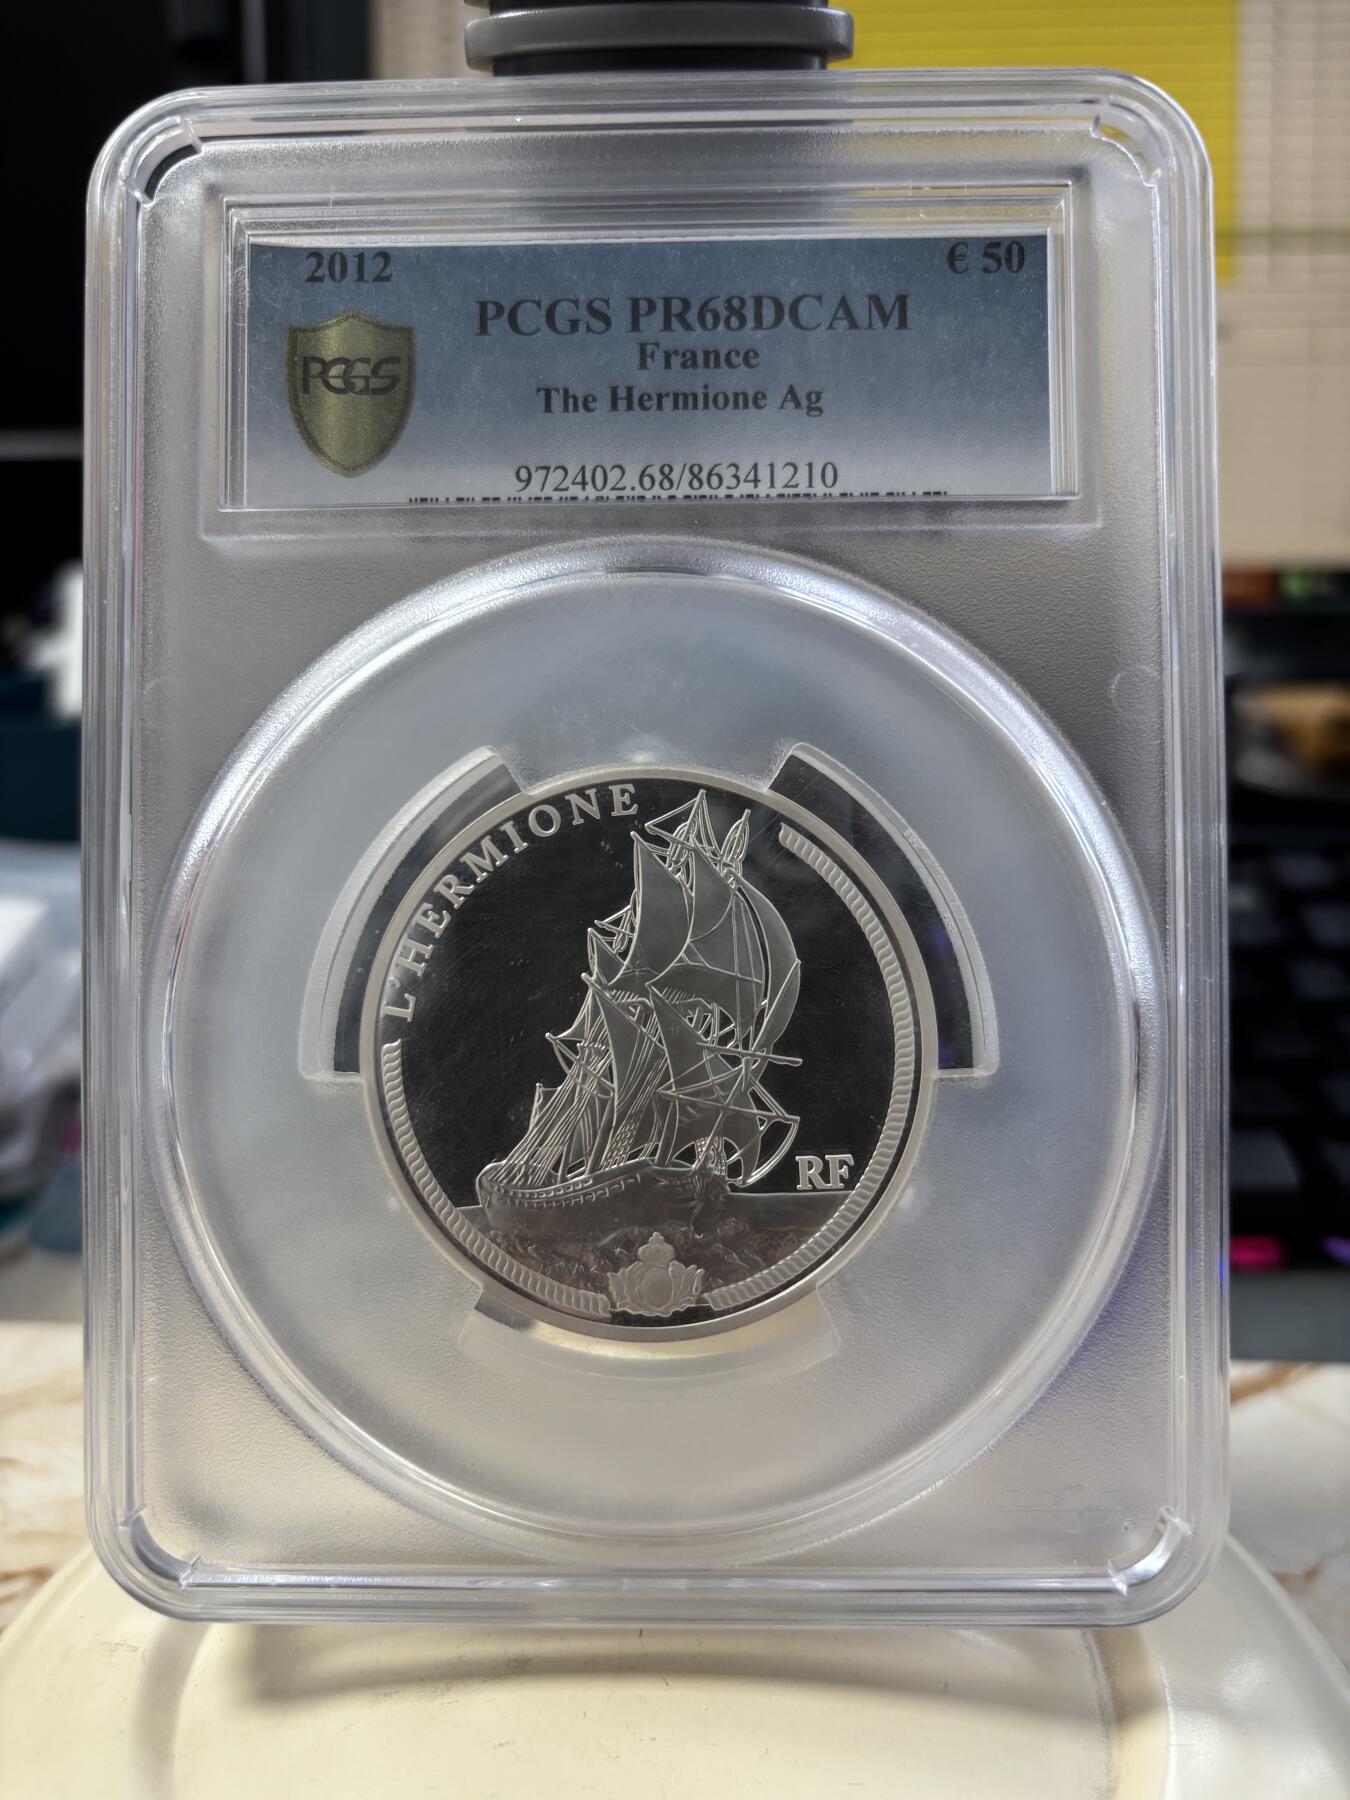 2012 € 50
PCGS PR68DCAM
France
PCGS
The Hermione Ag
972402.68/86341210
L'HERMIONE
RF